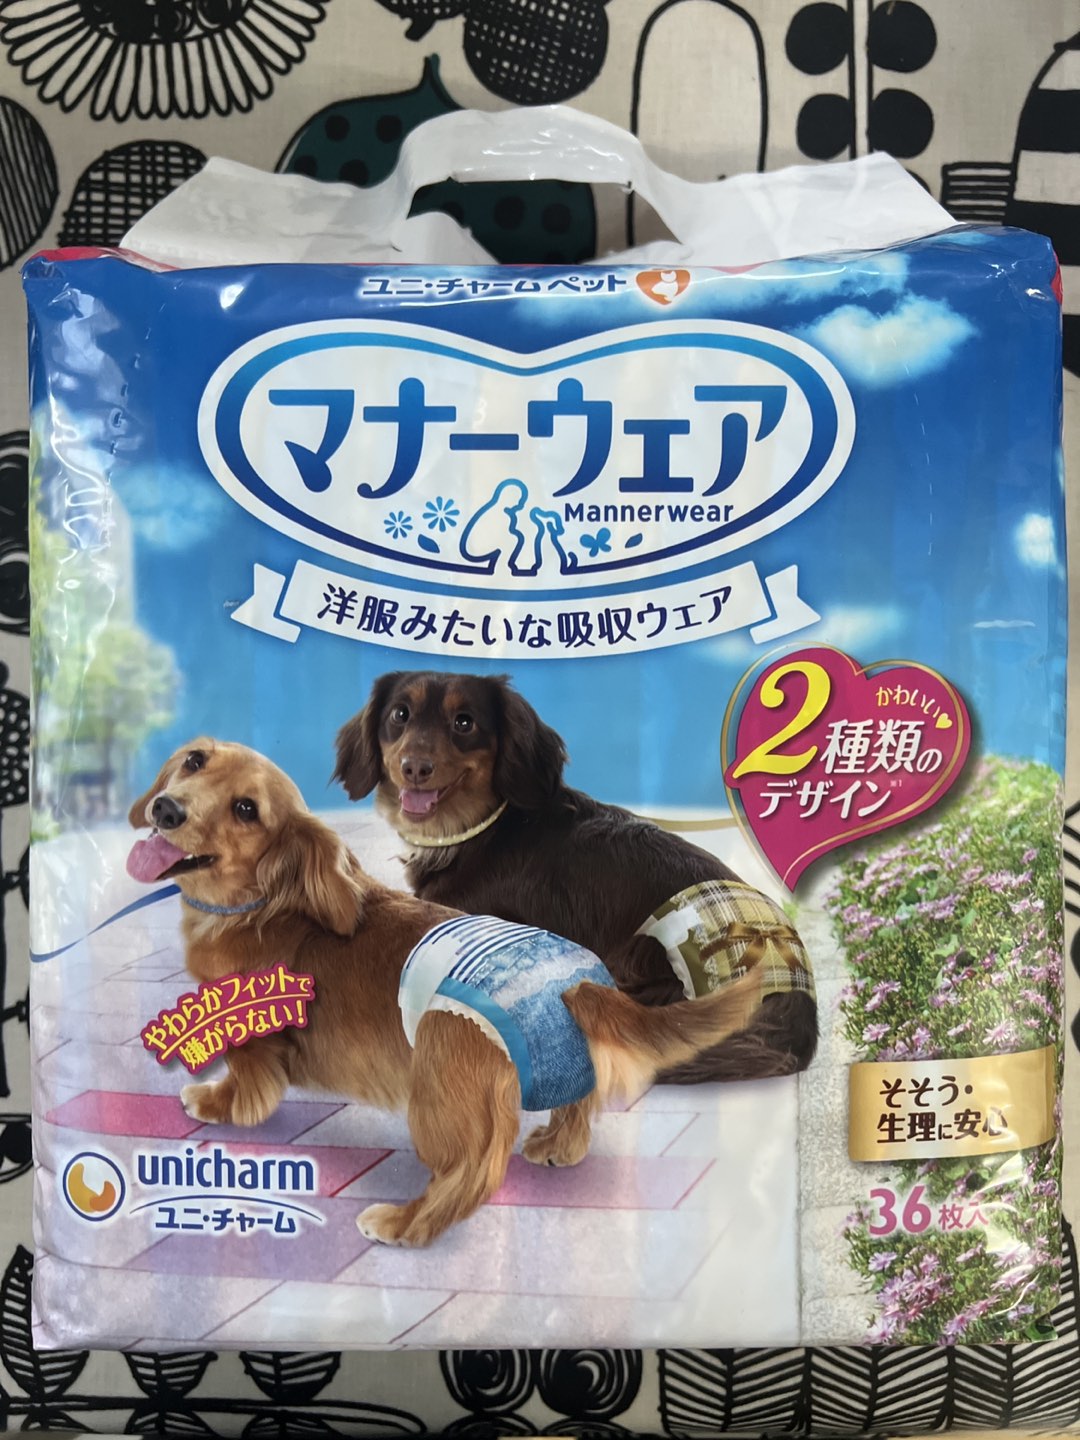 ユニ・チャーム ペット
マナーウェア
Mannerwear
洋服みたいな吸収ウェア
かわいい
2種類の
デザイン※1
やわらかフィットで
嫌がらない!
そそう・
生理に安心
unicharm
ユニ・チャーム
36枚入